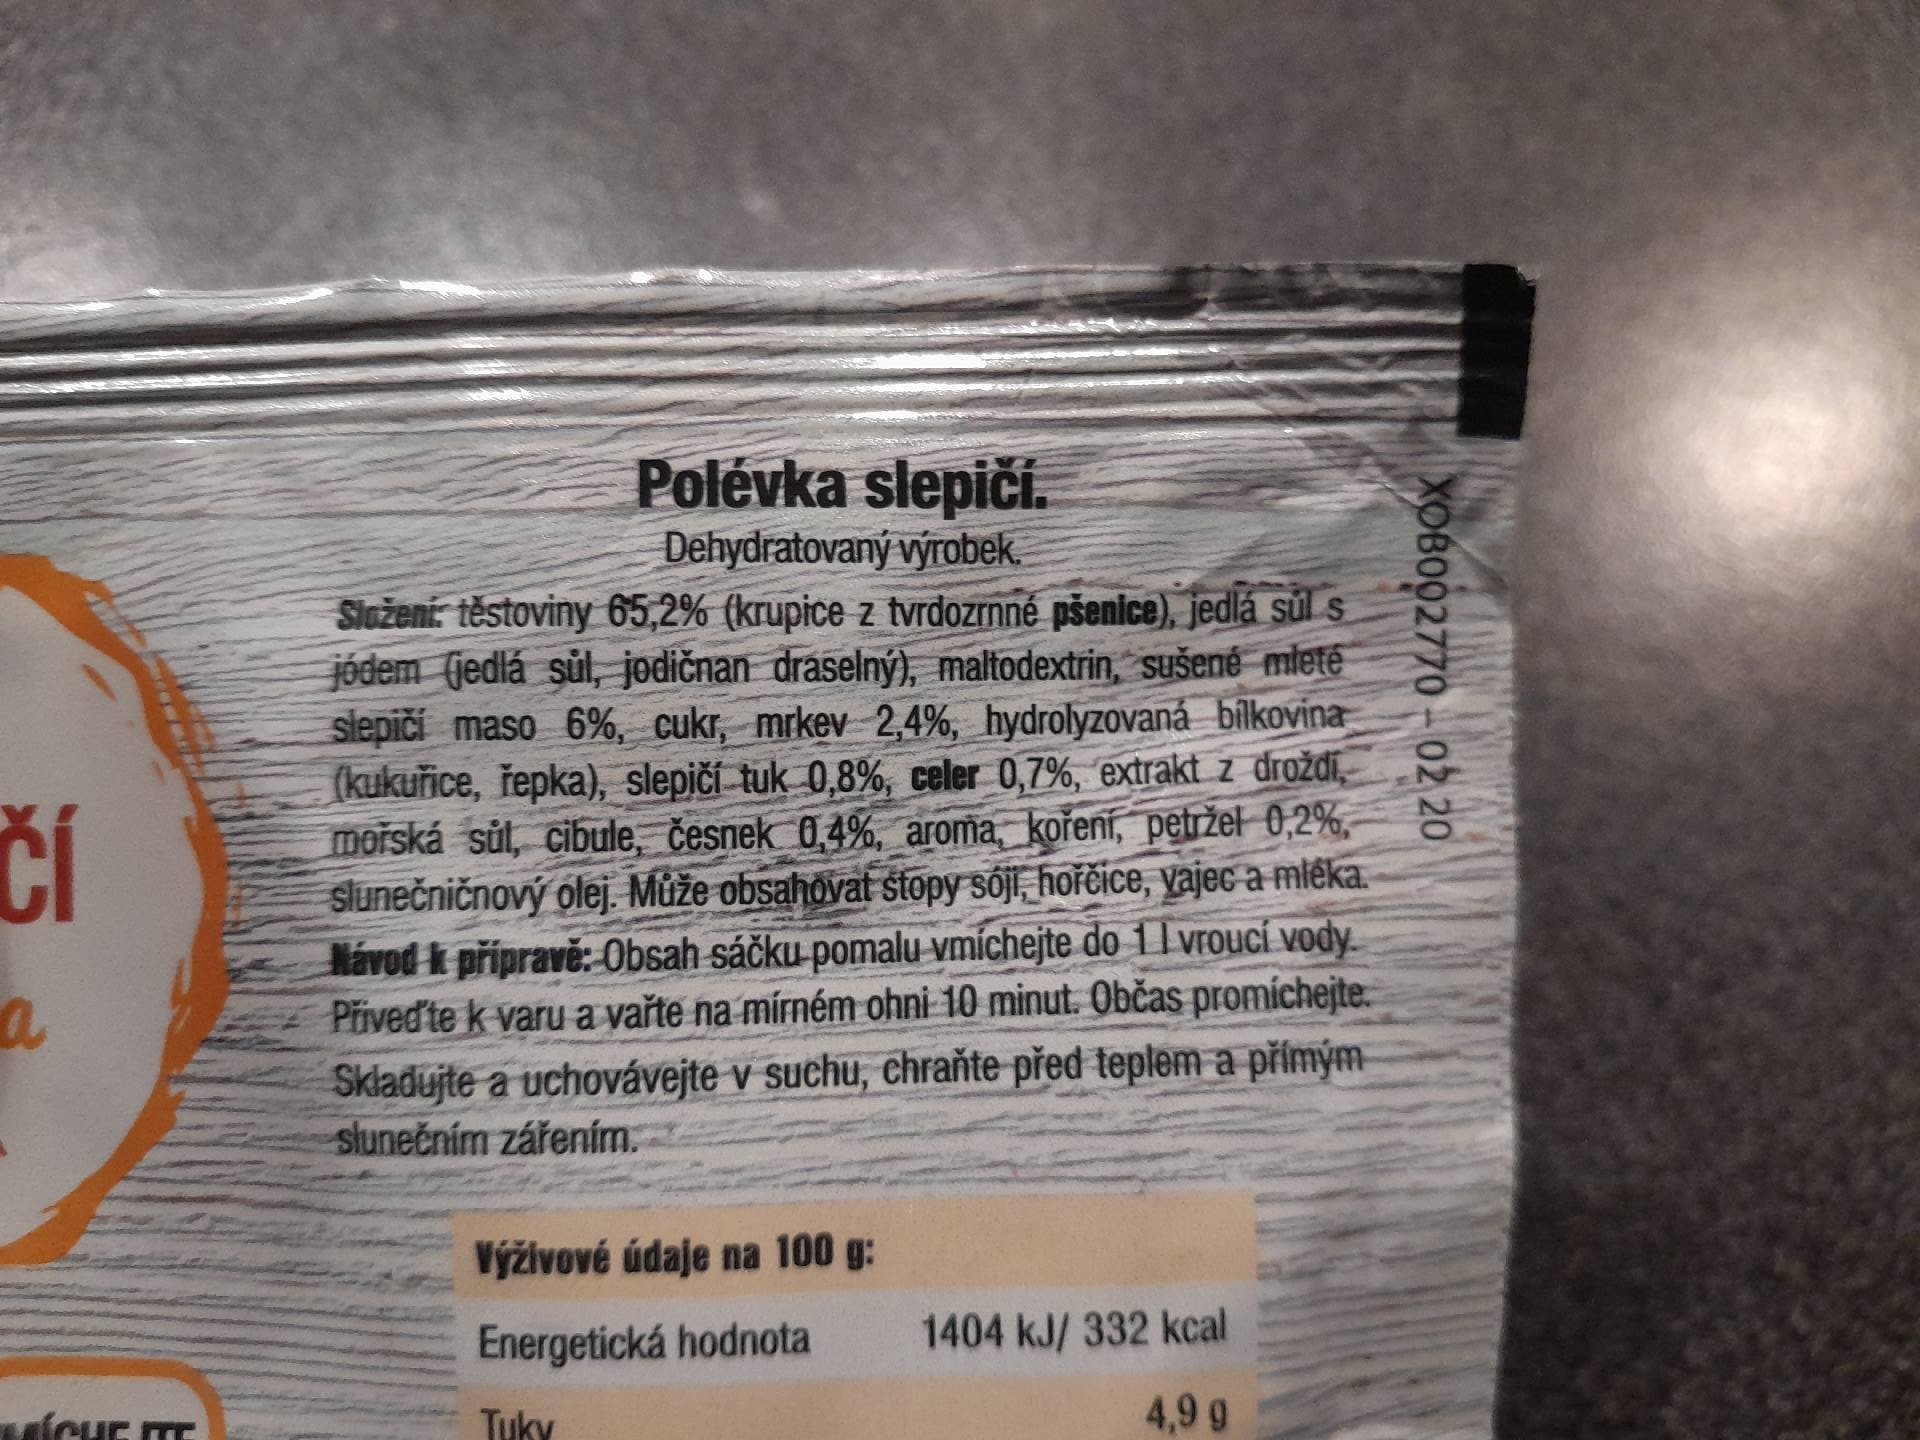 Polévka slepičí.
Dehydratovaný výrobek.
Složení: těstoviny 65,2% (krupice z tvrdozrnné pšenice), jedlá sůl s
jódem (jedlá sůl, jodičnan draselný), maltodextrin, sušené mleté
slepičí maso 6%, cukr, mrkev 2,4%, hydrolyzovaná bílkovina
(kukuřice, řepka), slepičí tuk 0,8%, celer 0,7%, extrakt z droždí,
mořská sůl, cibule, česnek 0,4%, aroma, koření, petržel 0,2%,
slunečničnový olej. Může obsahovat stopy sójí, hořčice, vajec a mléka.
Návod k přípravě: Obsah sáčku pomalu vmíchejte do 1 l vroucí vody.
Přiveďte k varu a vařte na mírném ohni 10 minut. Občas promíchejte.
Skladujte a uchovávejte v suchu, chraňte před teplem a přímým
slunečním zářením.
Výživové údaje na 100 g:
Energetická hodnota 1404 kJ/ 332 kcal
Tuky 4,9 g
XOB002770 – 02 20
čí
a